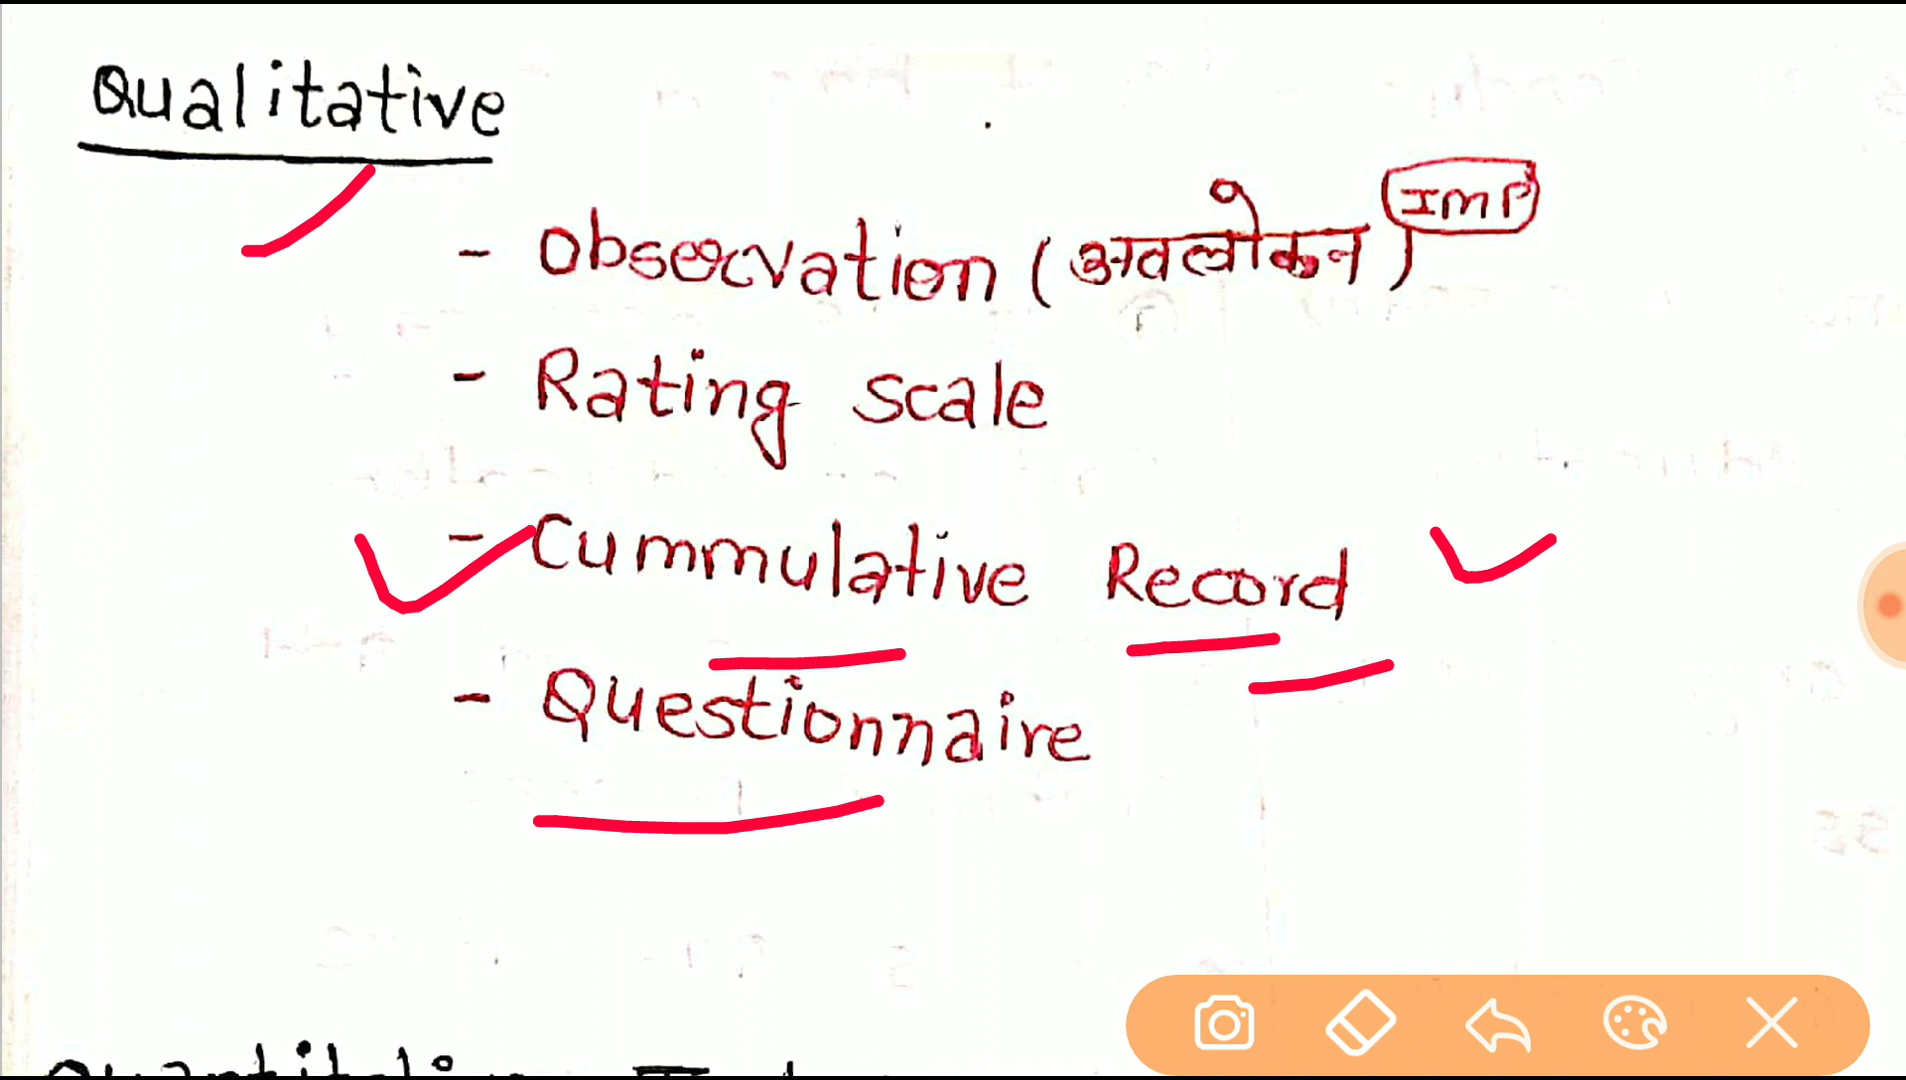 Qualitative
- Observation (अवलोकन) IMP
- Rating scale
- Cummulative Record
- Questionnaire